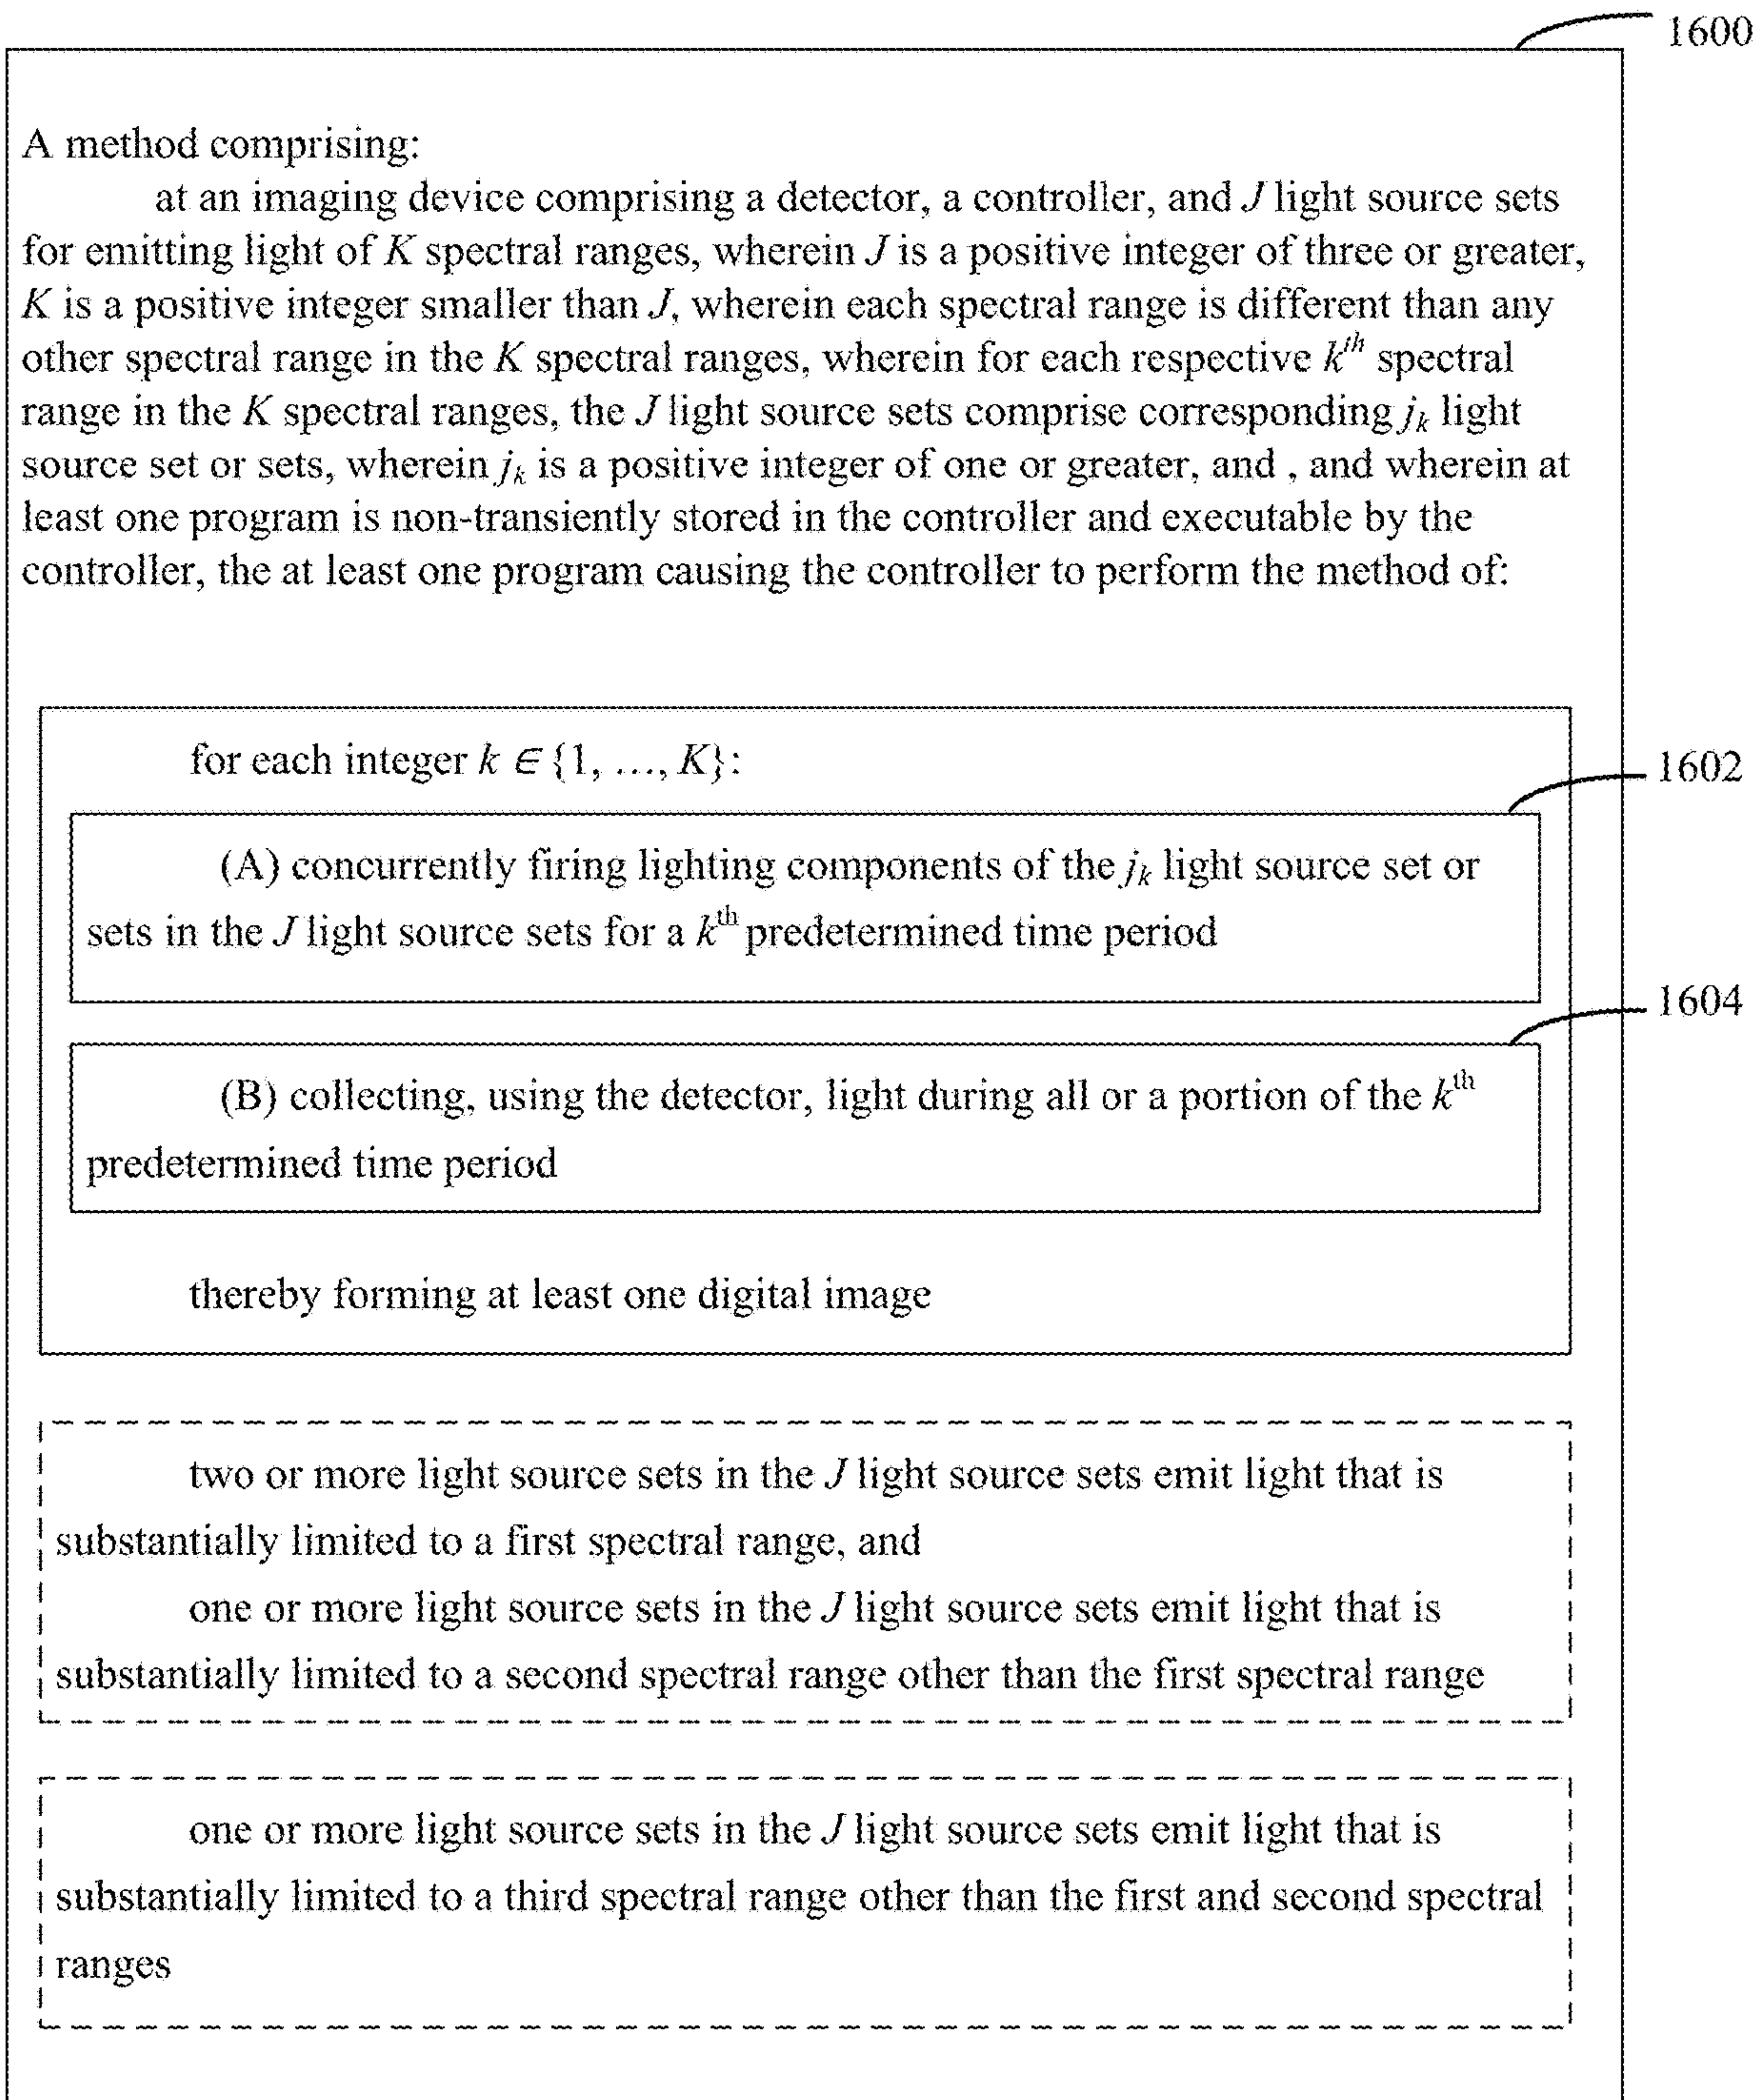 1600
A method comprising:
at an imaging device comprising a detector, a controller, and J light source sets
for emitting light of K spectral ranges, wherein J is a positive integer of three or greater,
K is a positive integer smaller than J, wherein each spectral range is different than any
other spectral range in the K spectral ranges, wherein for each respective kth spectral
range in the K spectral ranges, the J light source sets comprise corresponding jk light
source set or sets, wherein jk is a positive integer of one or greater, and , and wherein at
least one program is non-transiently stored in the controller and executable by the
controller, the at least one program causing the controller to perform the method of:
for each integer k ∈ {1, ..., K}:
1602
(A) concurrently firing lighting components of the jk light source set or
sets in the J light source sets for a kth predetermined time period
1604
(B) collecting, using the detector, light during all or a portion of the kth
predetermined time period
thereby forming at least one digital image
two or more light source sets in the J light source sets emit light that is
substantially limited to a first spectral range, and
one or more light source sets in the J light source sets emit light that is
substantially limited to a second spectral range other than the first spectral range
one or more light source sets in the J light source sets emit light that is
substantially limited to a third spectral range other than the first and second spectral
ranges